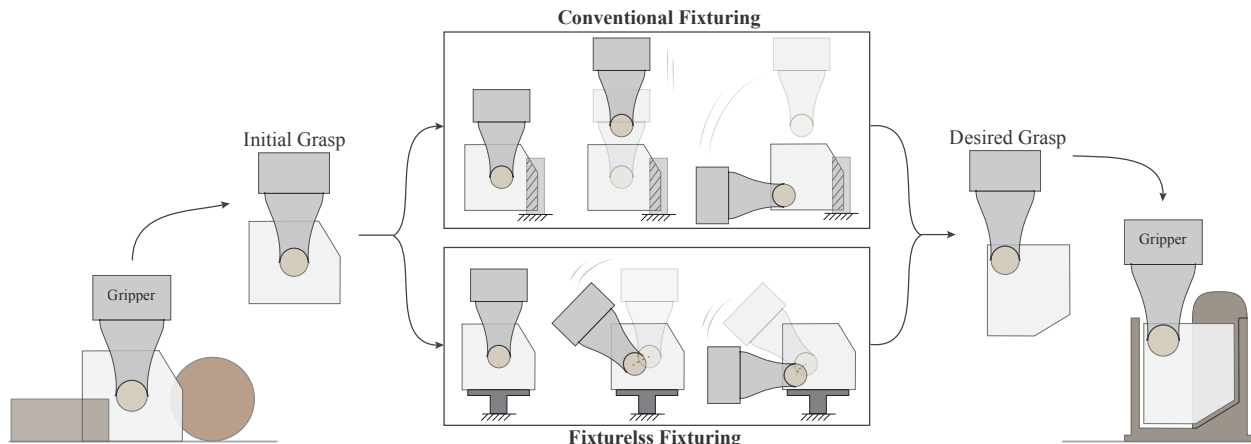 Conventional Fixturing
Initial Grasp
Desired Grasp
Gripper
Gripper
Fixturelss Fixturing